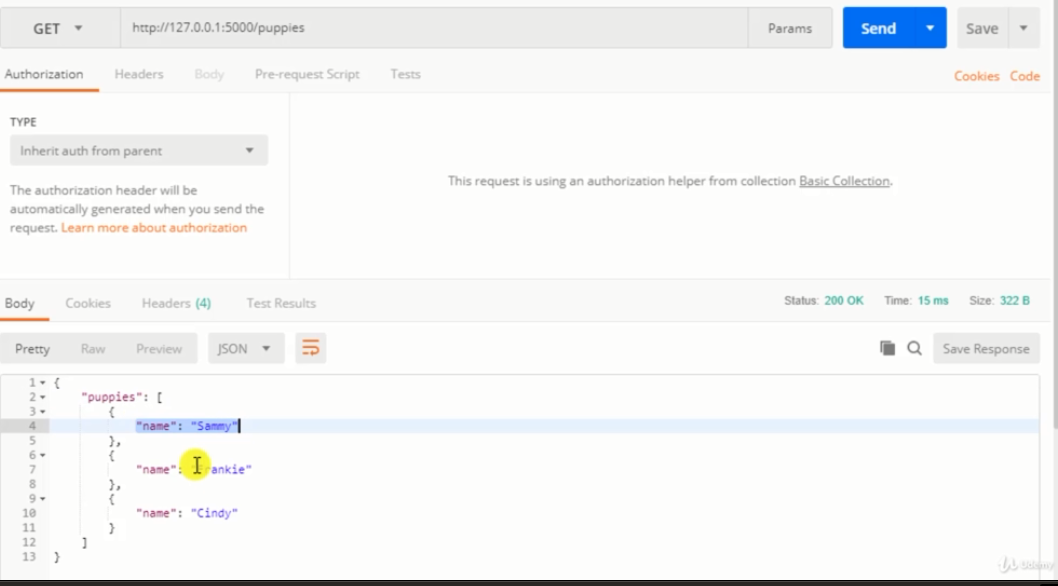 GET http://127.0.0.1:5000/puppies Params Send Save
Authorization Headers Body Pre-request Script Tests Cookies Code
TYPE
Inherit auth from parent
The authorization header will be
automatically generated when you send the
request. Learn more about authorization
This request is using an authorization helper from collection Basic Collection.
Body Cookies Headers (4) Test Results Status: 200 OK Time: 15 ms Size: 322 B
Pretty Raw Preview JSON Save Response
1 {
2 "puppies": [
3 {
4 "name": "Sammy"
5 },
6 {
7 "name": "Frankie"
8 },
9 {
10 "name": "Cindy"
11 }
12 ]
13 }
Udemy